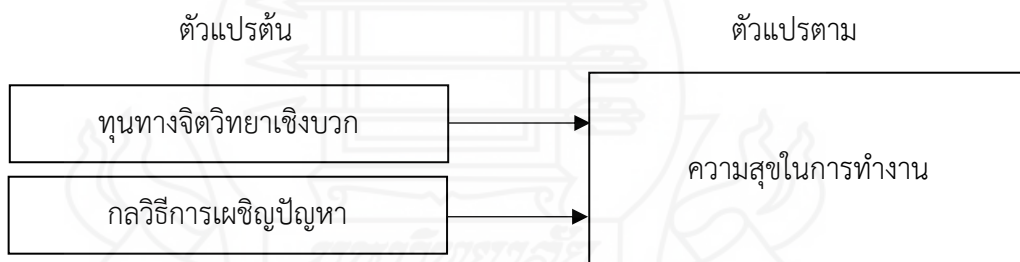 ตัวแปรต้น ตัวแปรตาม
ทุนทางจิตวิทยาเชิงบวก
ความสุขในการทำงาน
กลวิธีการเผชิญปัญหา